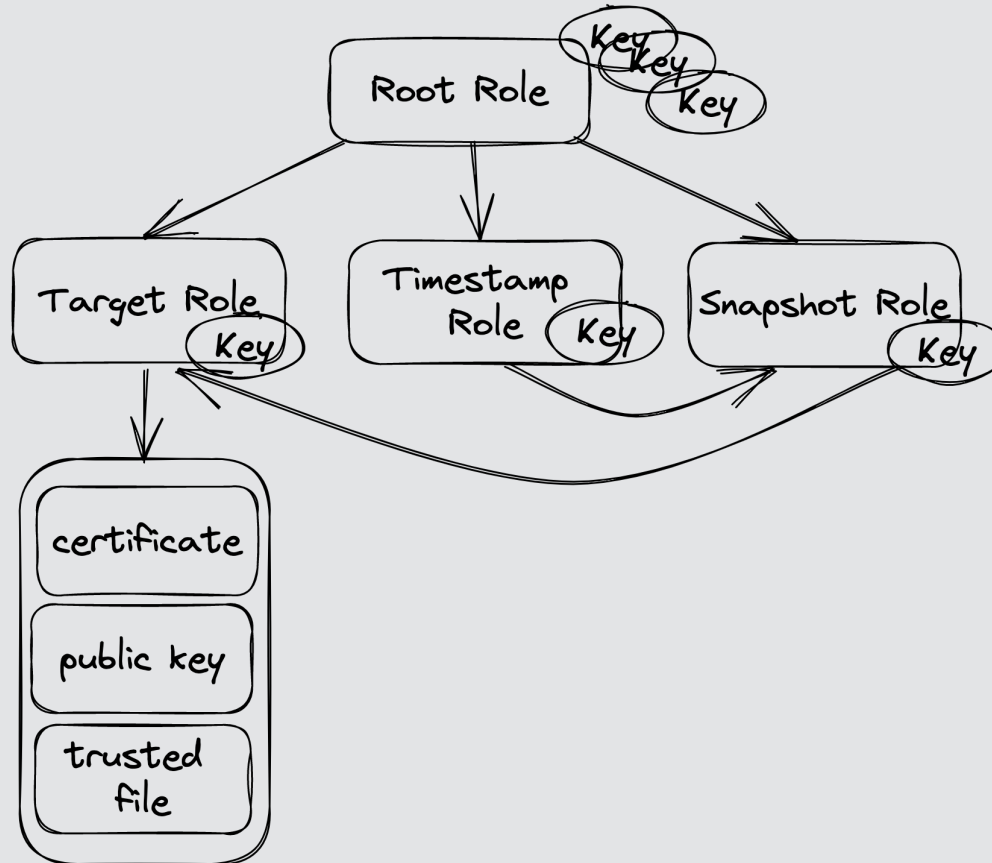 Key
Key
Key
Root Role
Target Role
Key
Timestamp
Role
Key
Snapshot Role
Key
certificate
public key
trusted
file